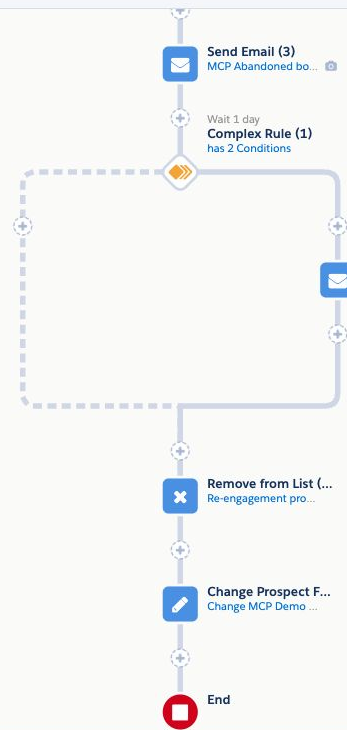 Send Email (3)
MCP Abandoned bo...
Wait 1 day
Complex Rule (1)
has 2 Conditions
Remove from List (...
Re-engagement pro...
Change Prospect F...
Change MCP Demo ...
End